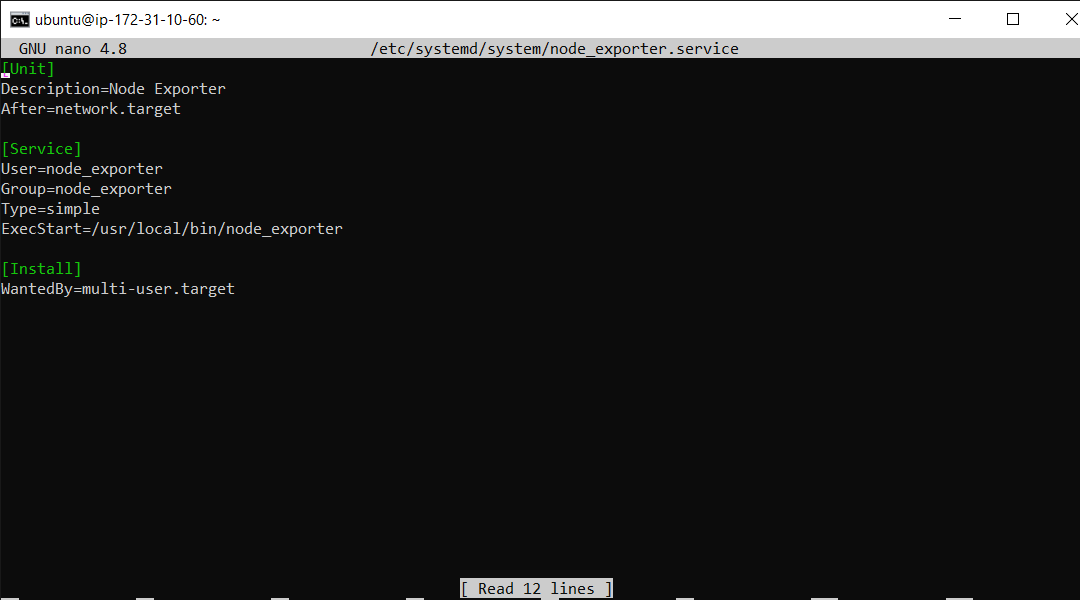 ubuntu@ip-172-31-10-60: ~
GNU nano 4.8 /etc/systemd/system/node_exporter.service
[Unit]
Description=Node Exporter
After=network.target
[Service]
User=node_exporter
Group=node_exporter
Type=simple
ExecStart=/usr/local/bin/node_exporter
[Install]
WantedBy=multi-user.target
[ Read 12 lines ]